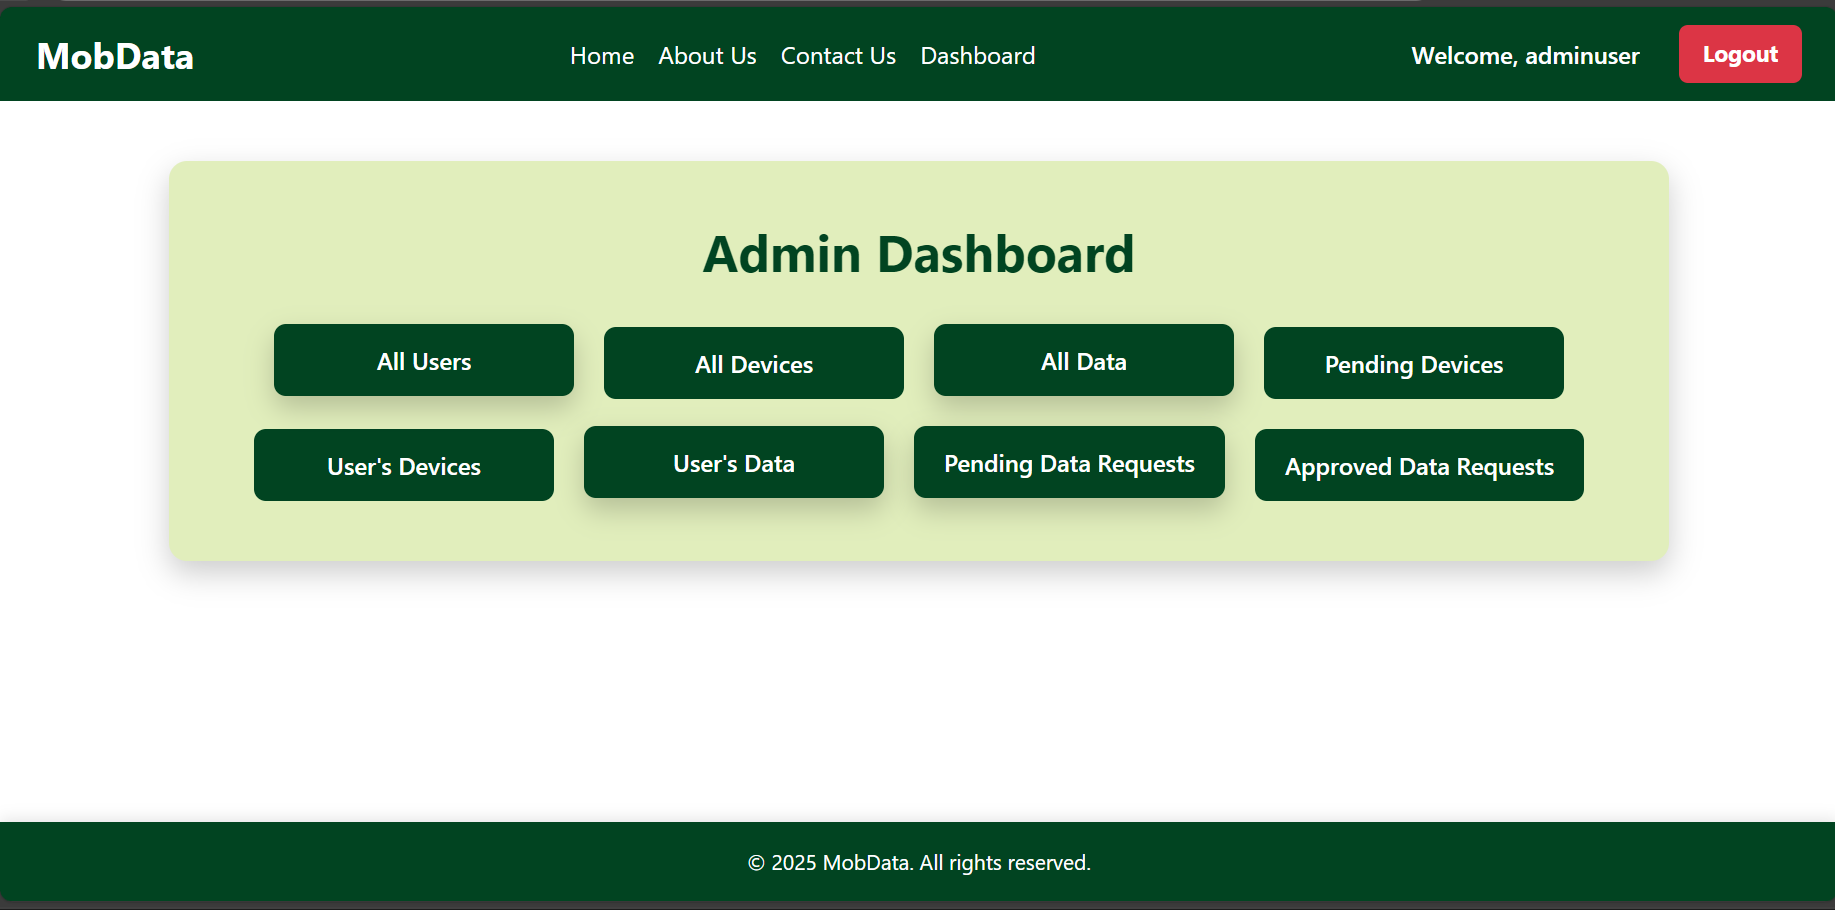 MobData
Home About Us Contact Us Dashboard
Welcome, adminuser
Logout
Admin Dashboard
All Users
All Devices
All Data
Pending Devices
User's Devices
User's Data
Pending Data Requests
Approved Data Requests
© 2025 MobData. All rights reserved.